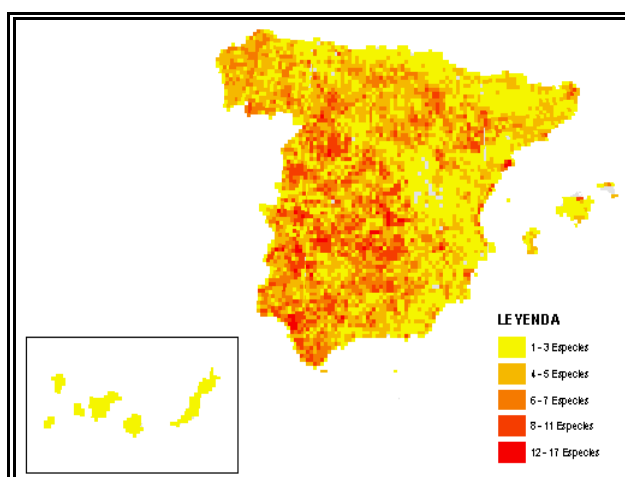 LEYENDA
1 - 3 Especies
4 - 5 Especies
6 - 7 Especies
8 - 11 Especies
12 - 17 Especies